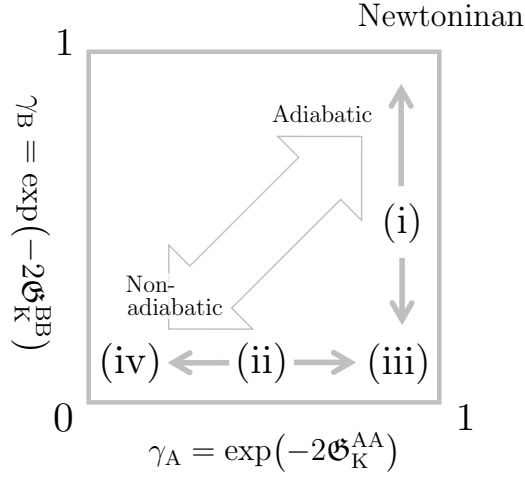 Newtoninan
1
Adiabatic
γ_B = exp(−2𝕲_K^BB)
(i)
Non-
adiabatic
(iv)
(ii)
(iii)
0
1
γ_A = exp(−2𝕲_K^AA)